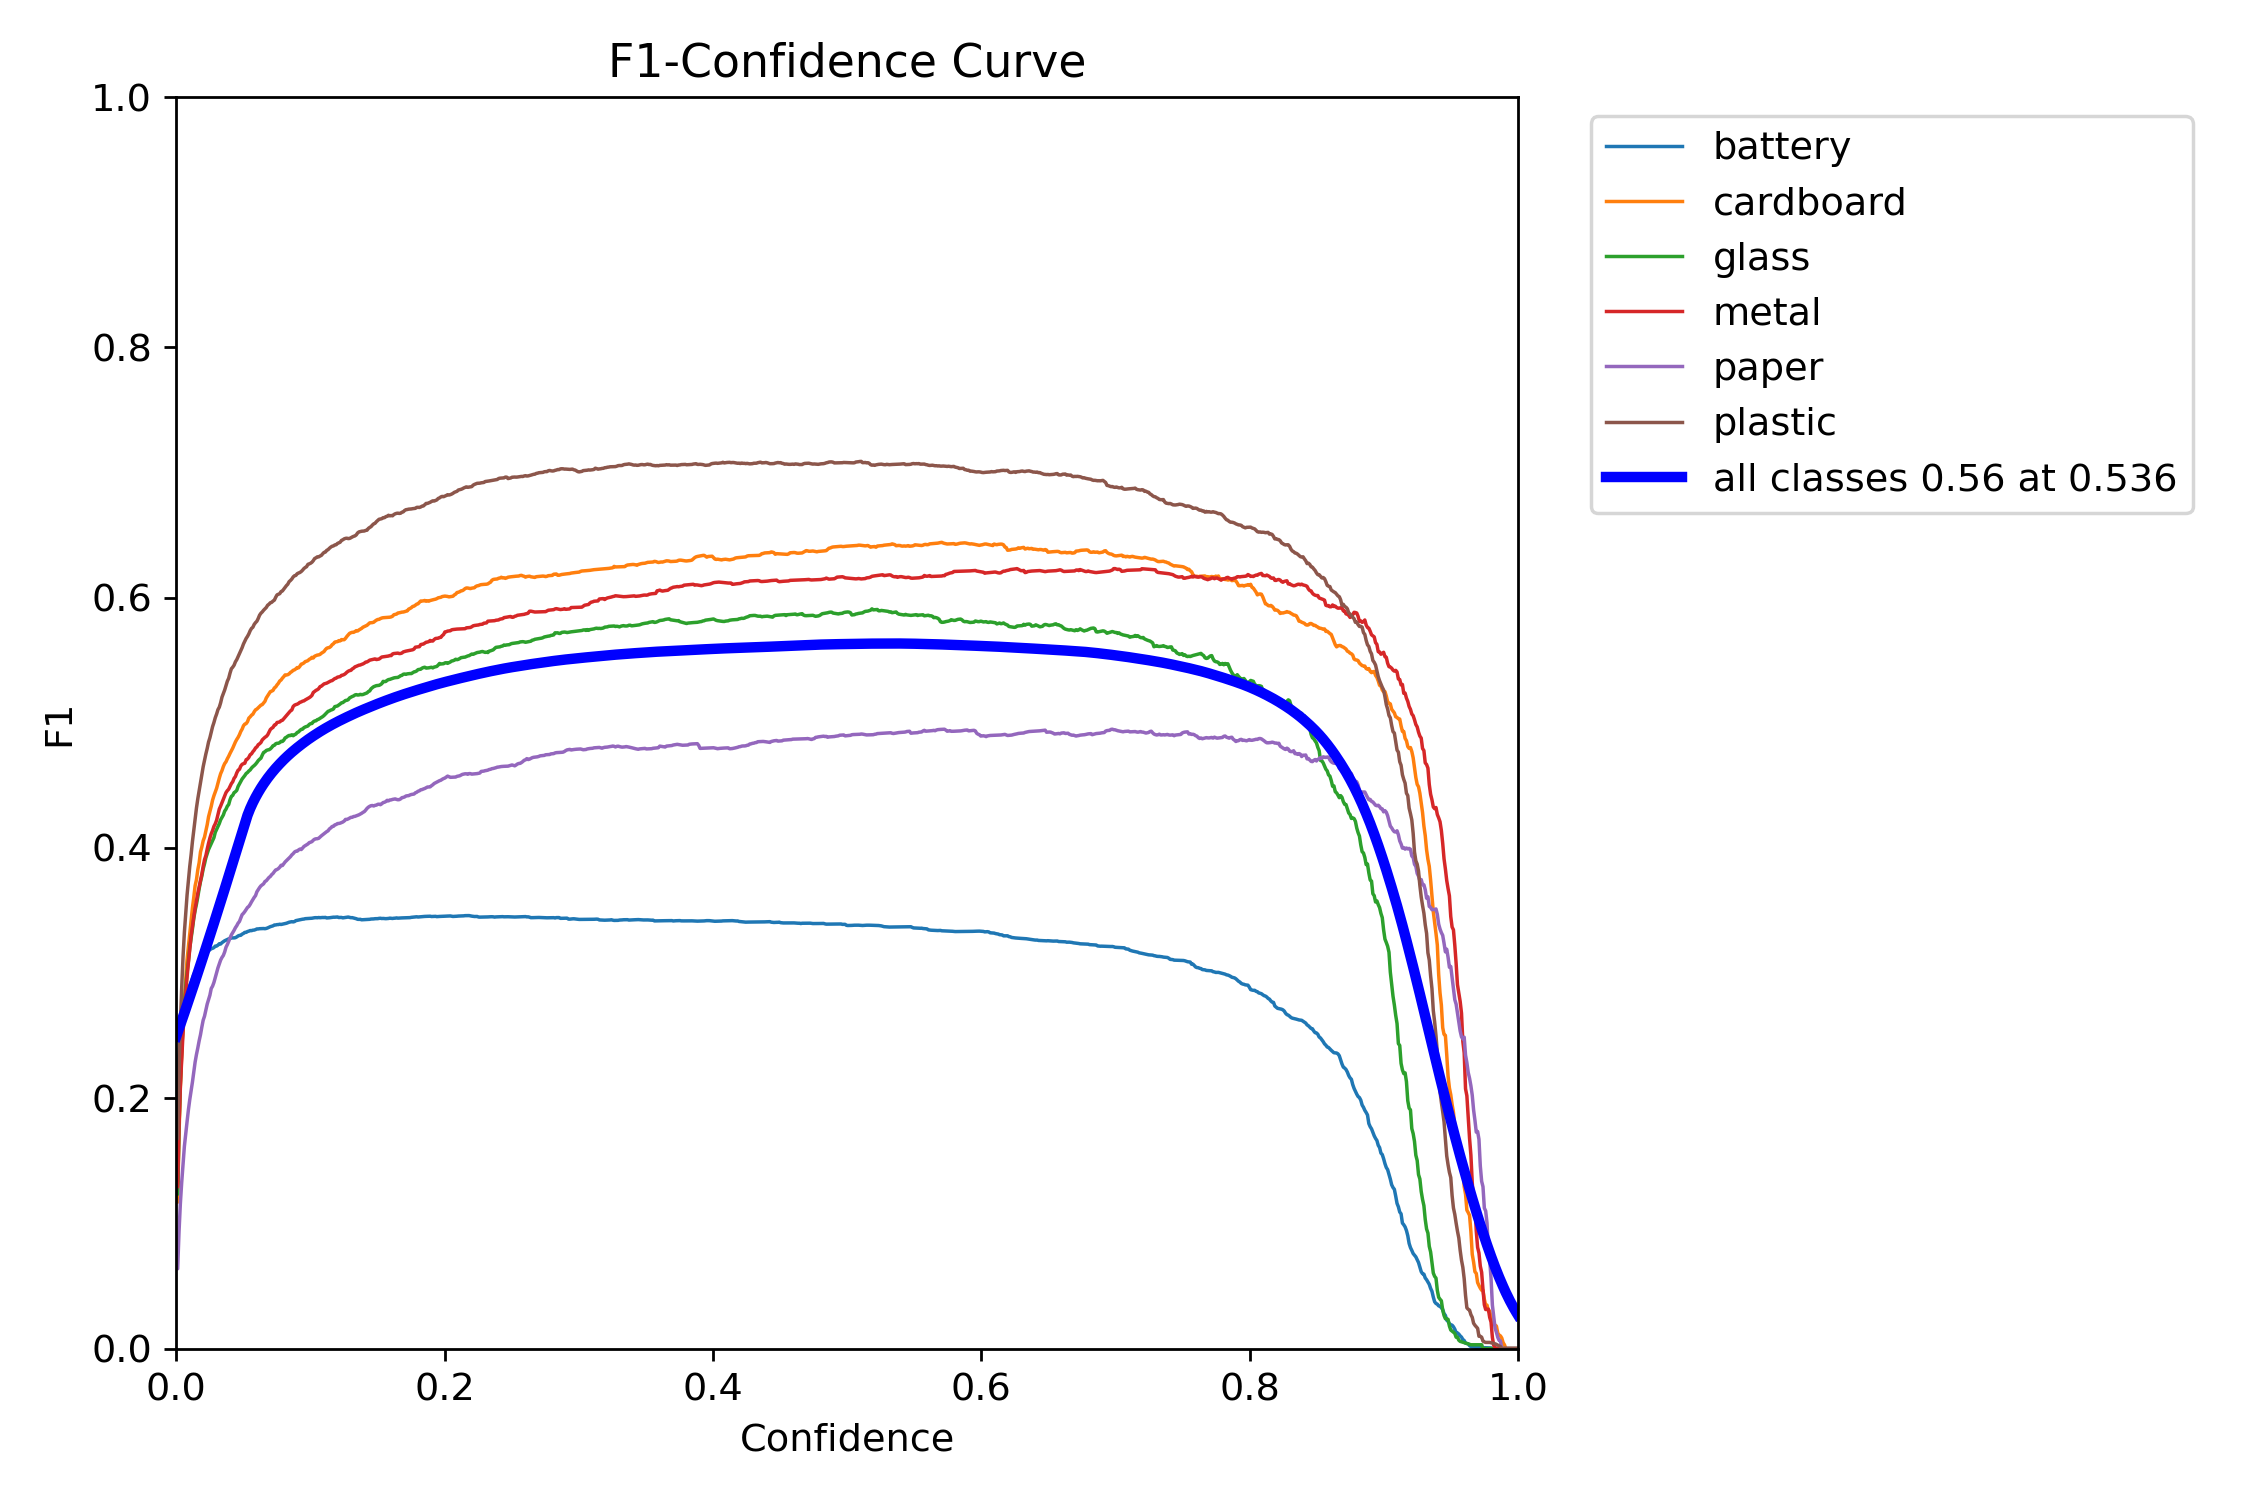 F1-Confidence Curve
1.0
0.8
0.6
0.4
0.2
0.0
F1
0.0 0.2 0.4 0.6 0.8 1.0
Confidence
battery
cardboard
glass
metal
paper
plastic
all classes 0.56 at 0.536